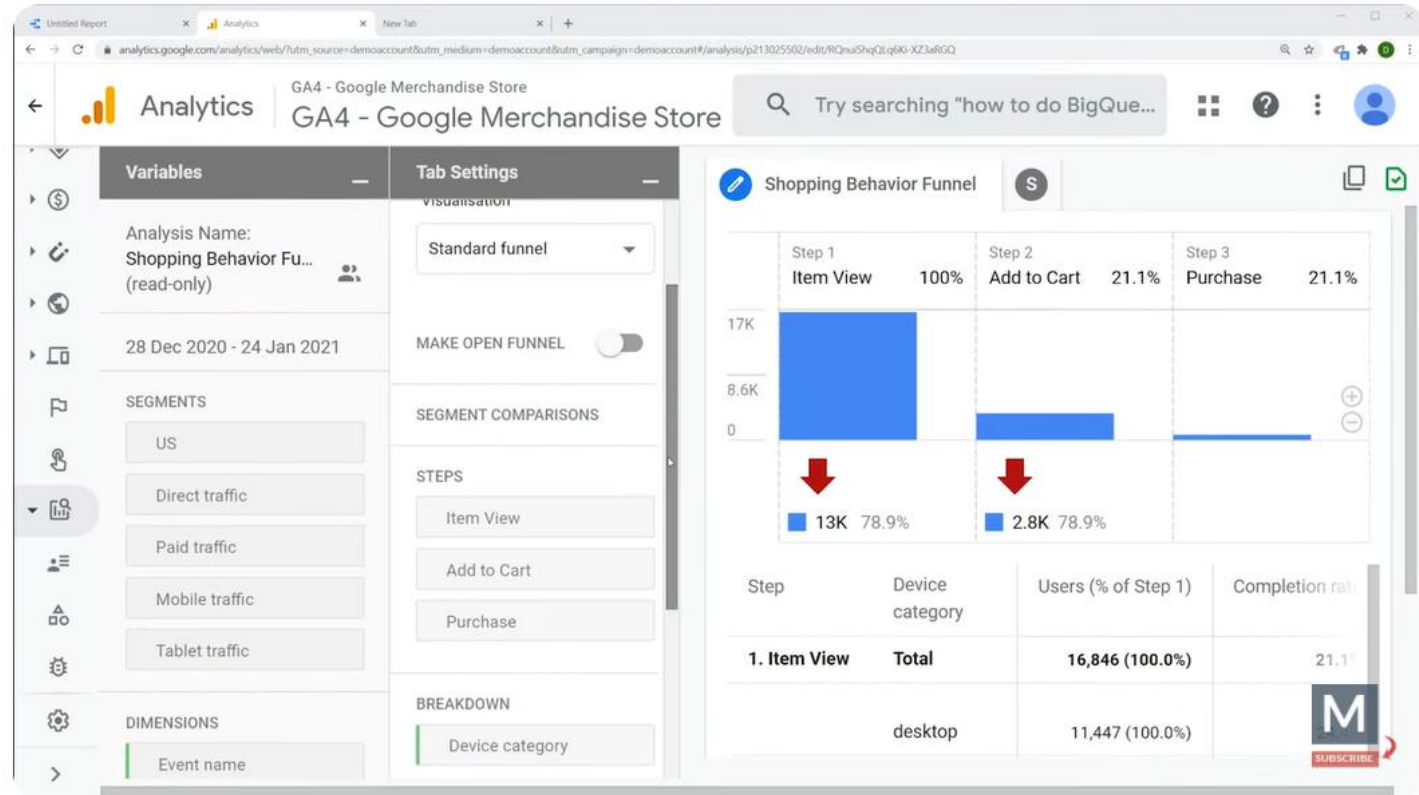 Untitled Report
Analytics
New Tab
analytics.google.com/analytics/web/?utm_source=demoaccount&utm_medium=demoaccount&utm_campaign=demoaccount#/analysis/p213025502/edit/
Analytics
GA4 - Google Merchandise Store
GA4 - Google Merchandise Store
Try searching "how to do BigQue...
Variables
Analysis Name:
Shopping Behavior Fu...
(read-only)
28 Dec 2020 - 24 Jan 2021
SEGMENTS
US
Direct traffic
Paid traffic
Mobile traffic
Tablet traffic
DIMENSIONS
Event name
Tab Settings
Visualisation
Standard funnel
MAKE OPEN FUNNEL
SEGMENT COMPARISONS
STEPS
Item View
Add to Cart
Purchase
BREAKDOWN
Device category
Shopping Behavior Funnel
S
Step 1
Item View 100%
Step 2
Add to Cart 21.1%
Step 3
Purchase 21.1%
17K
8.6K
0
13K 78.9%
2.8K 78.9%
Step
Device
category
Users (% of Step 1)
Completion rat
1. Item View Total 16,846 (100.0%) 21.1
desktop 11,447 (100.0%)
M
SUBSCRIBE